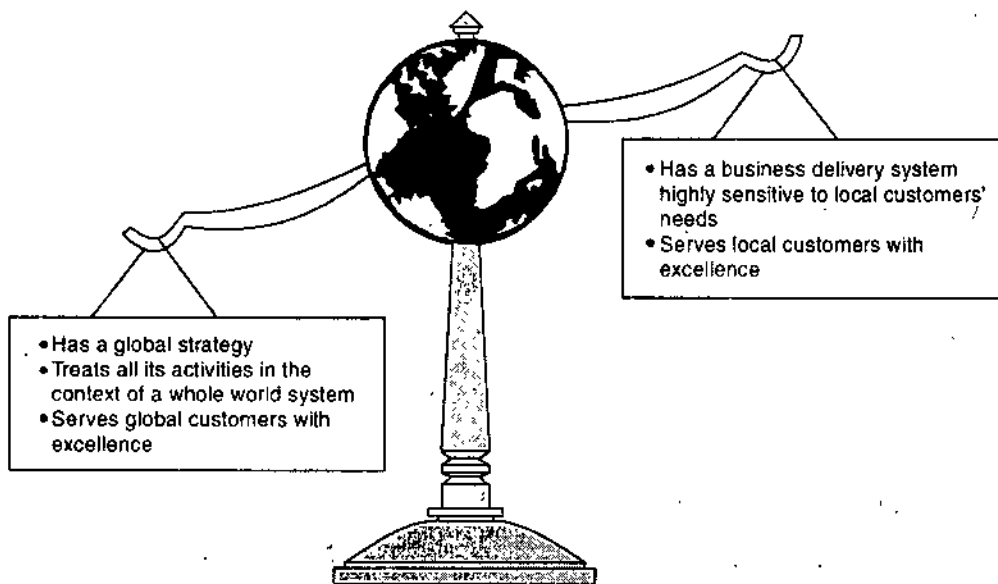 • Has a business delivery system
highly sensitive to local customers'
needs
• Serves local customers with
excellence
• Has a global strategy
• Treats all its activities in the
context of a whole world system
• Serves global customers with
excellence